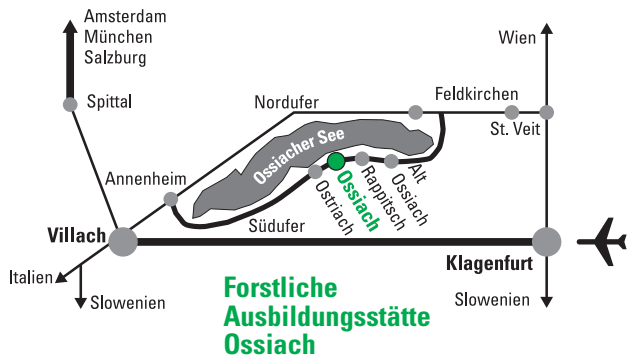 Amsterdam
München
Salzburg
Wien
Spittal
Nordufer
Feldkirchen
St. Veit
Ossiacher See
Annenheim
Ostriach
Ossiach
Rappitsch
Alt
Ossiach
Südufer
Villach
Klagenfurt
Italien
Slowenien
Slowenien
Forstliche
Ausbildungsstätte
Ossiach